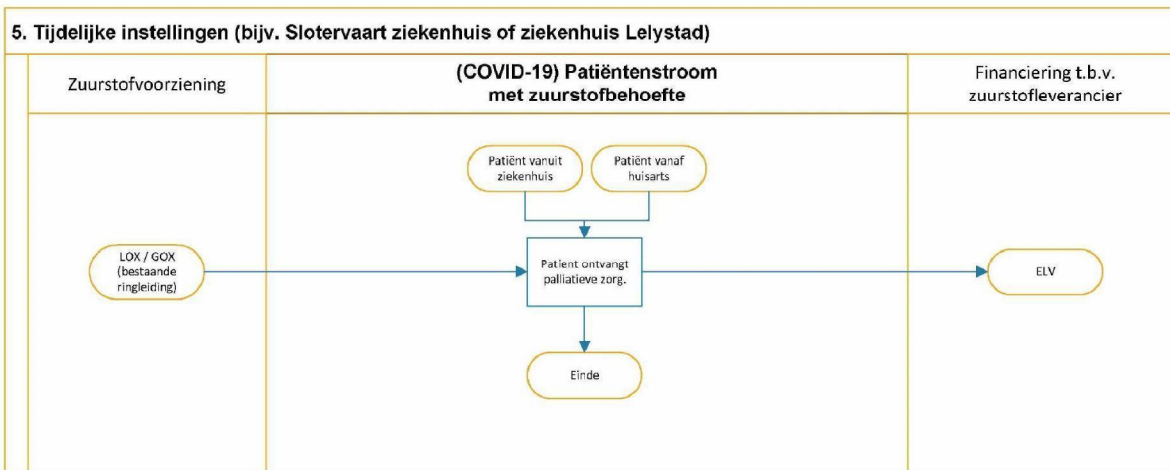 5. Tijdelijke instellingen (bijv. Slotervaart ziekenhuis of ziekenhuis Lelystad)
Zuurstofvoorziening
(COVID-19) Patiëntenstroom
met zuurstofbehoefte
Financiering t.b.v.
zuurstofleverancier
Patiënt vanuit
ziekenhuis
Patiënt vanaf
huisarts
LOX / GOX
(bestaande
ringleiding)
Patient ontvangt
palliatieve zorg.
ELV
Einde